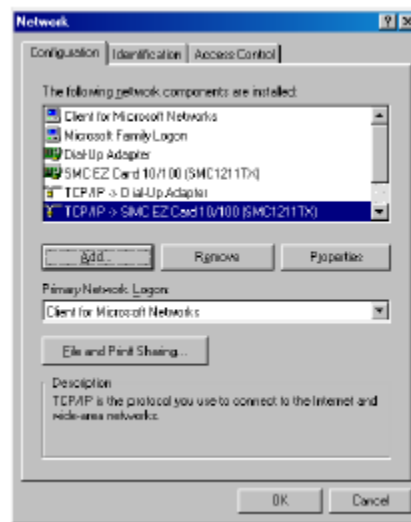 Network
Configuration Identification Access Control
The following network components are installed:
Client for Microsoft Networks
Microsoft Family Logon
Dial-Up Adapter
SMC EZ Card 10/100 (SMC1211TX)
TCP/IP -> Dial-Up Adapter
TCP/IP -> SMC EZ Card 10/100 (SMC1211TX)
Add... Remove Properties
Primary Network Logon:
Client for Microsoft Networks
File and Print Sharing...
Description
TCP/IP is the protocol you use to connect to the Internet and
wide-area networks.
OK Cancel